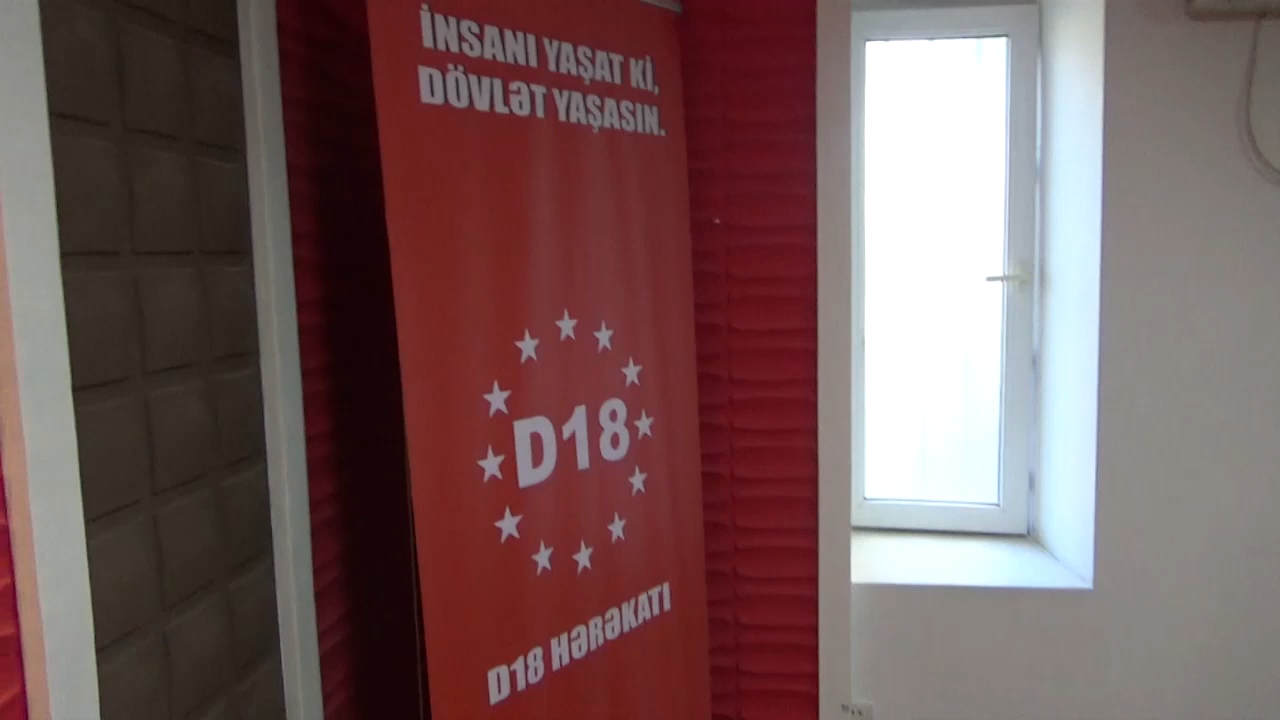 İNSANI YAŞAT Kİ,
DÖVLƏT YAŞASIN.
D18
D18 HƏRƏKATI